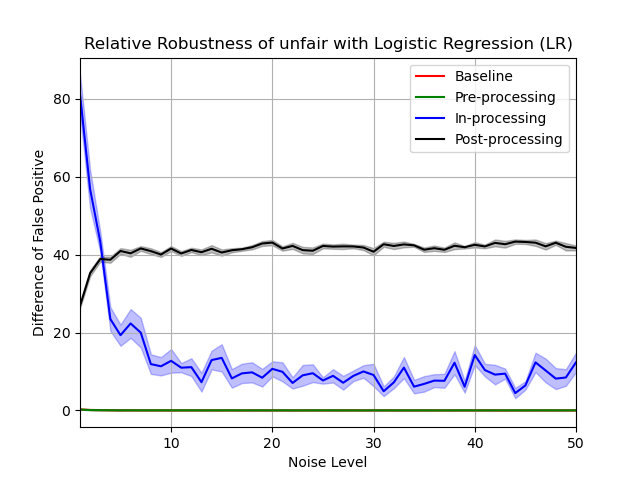 Relative Robustness of unfair with Logistic Regression (LR)
Baseline
Pre-processing
In-processing
Post-processing
Difference of False Positive
80
60
40
20
0
10
20
30
40
50
Noise Level